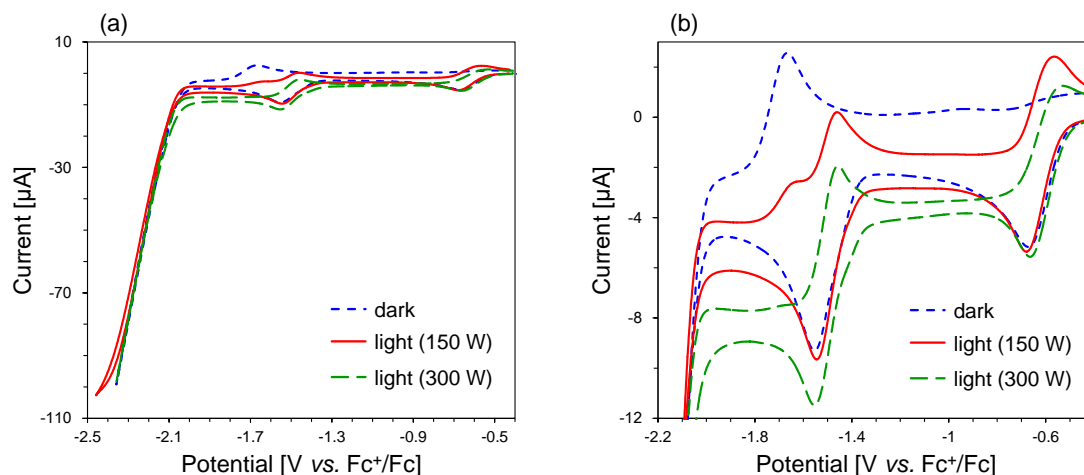 (a)
10
-30
-70
-110
Current [µA]
-2.5
-2.1
-1.7
-1.3
-0.9
-0.5
Potential [V vs. Fc⁺/Fc]
dark
light (150 W)
light (300 W)
(b)
0
-4
-8
-12
Current [µA]
-2.2
-1.8
-1.4
-1
-0.6
Potential [V vs. Fc⁺/Fc]
dark
light (150 W)
light (300 W)